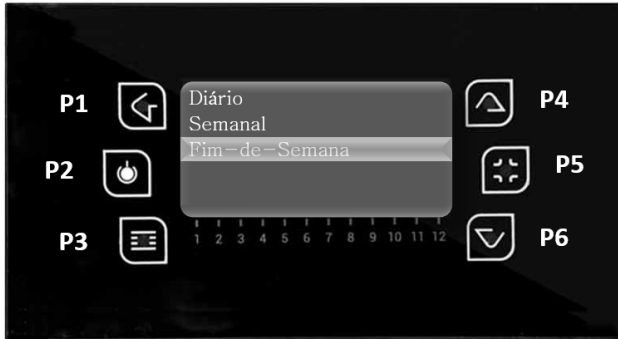 P1
P2
P3
Diário
Semanal
Fim-de-Semana
1 2 3 4 5 6 7 8 9 10 11 12
P4
P5
P6